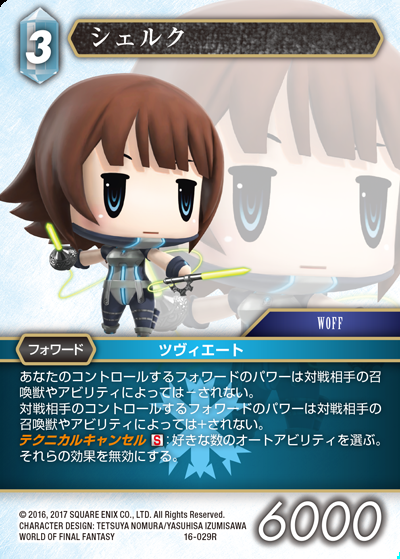 3
シェルク
WOFF
フォワード
ツヴィエート
あなたのコントロールするフォワードのパワーは対戦相手の召
喚獣やアビリティによっては−されない。
対戦相手のコントロールするフォワードのパワーは対戦相手の
召喚獣やアビリティによっては+されない。
テクニカルキャンセル S:好きな数のオートアビリティを選ぶ。
それらの効果を無効にする。
© 2016, 2017 SQUARE ENIX CO., LTD. All Rights Reserved.
CHARACTER DESIGN: TETSUYA NOMURA/YASUHISA IZUMISAWA
WORLD OF FINAL FANTASY 16-029R
6000